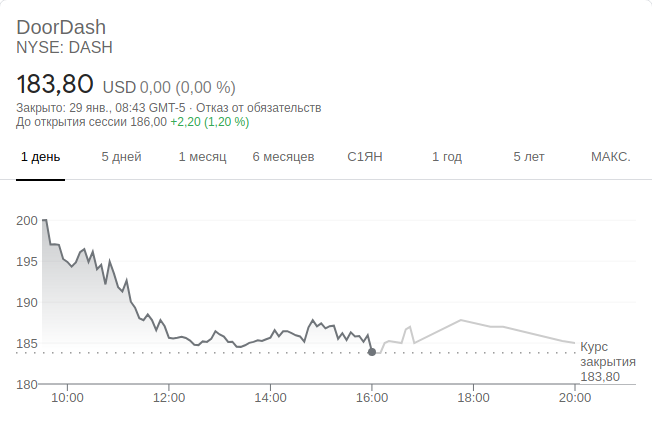 DoorDash
NYSE: DASH
183,80 USD 0,00 (0,00 %)
Закрыто: 29 янв., 08:43 GMT-5 · Отказ от обязательств
До открытия сессии 186,00 +2,20 (1,20 %)
1 день 5 дней 1 месяц 6 месяцев С1ЯН 1 год 5 лет МАКС.
200
195
190
185
180
Курс
закрытия
183,80
10:00 12:00 14:00 16:00 18:00 20:00